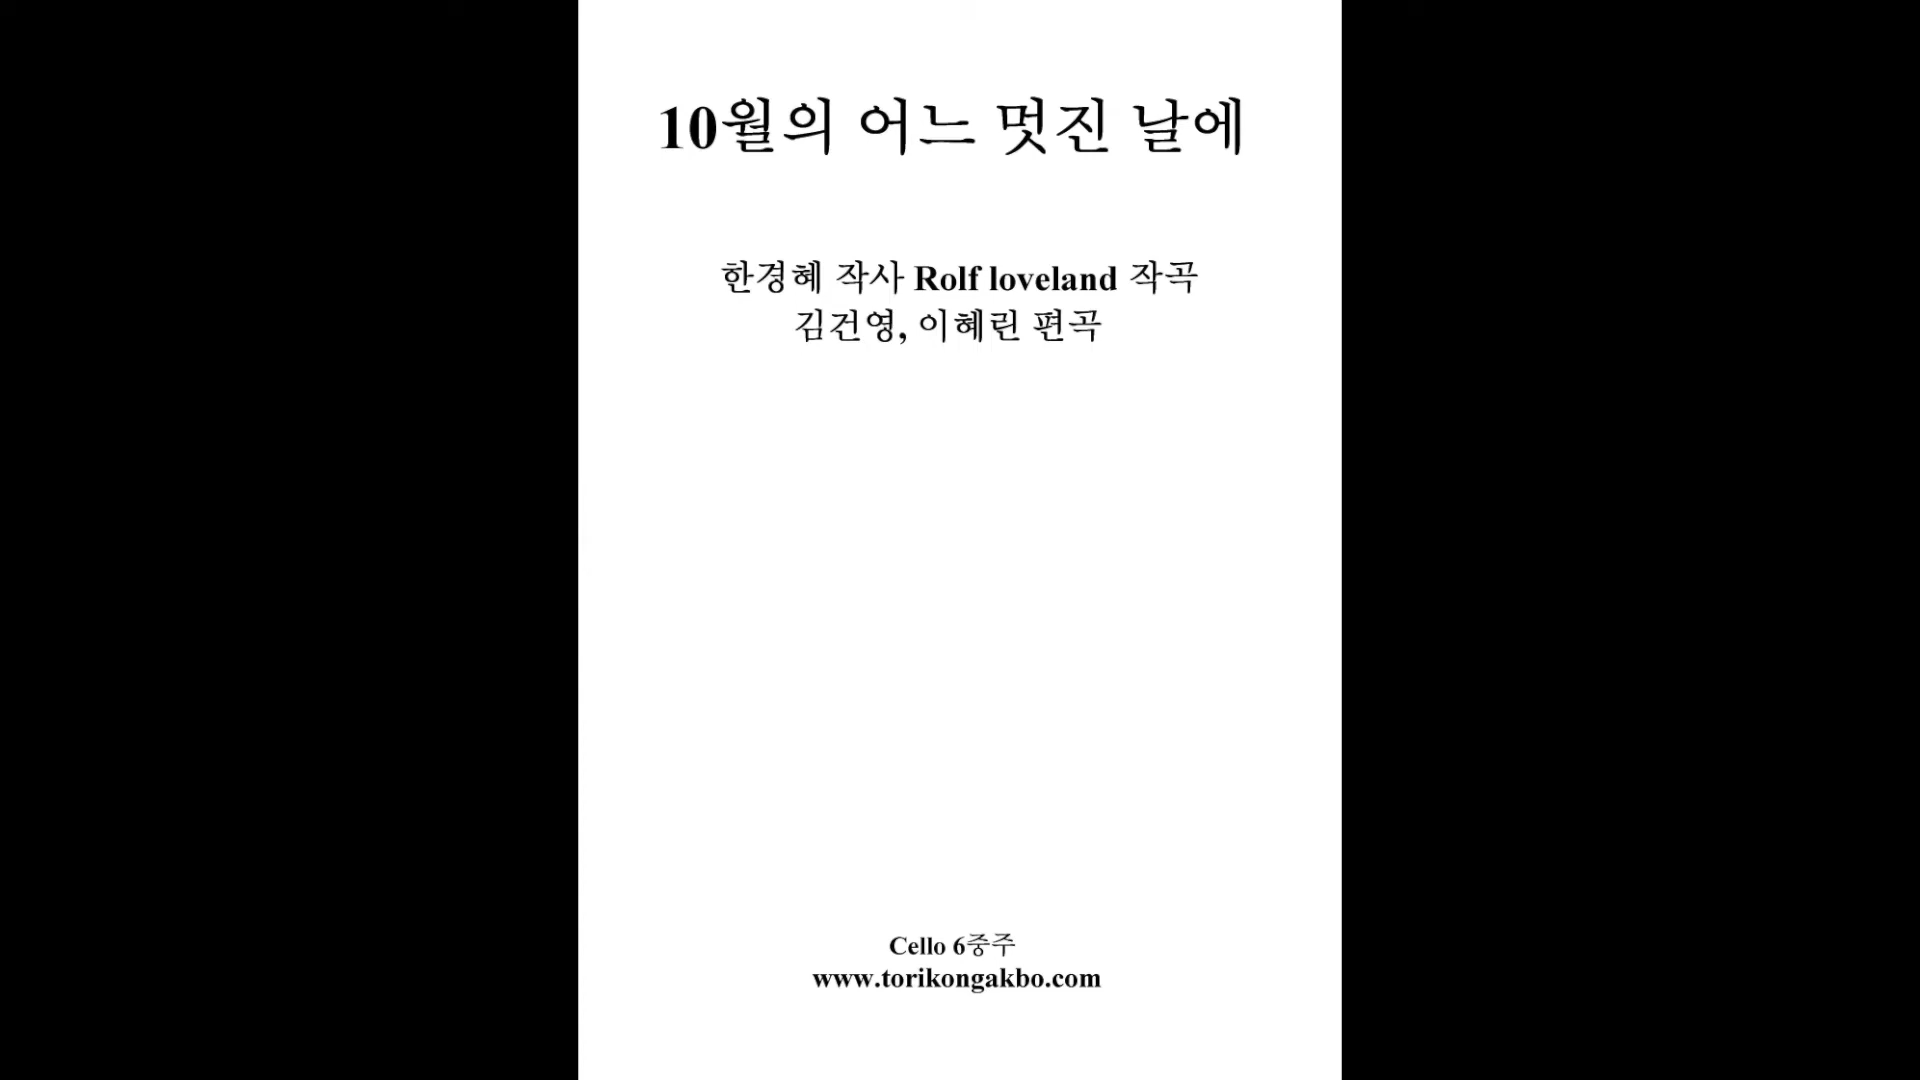 10월의 어느 멋진 날에
한경혜 작사 Rolf loveland 작곡
김건영, 이혜린 편곡
Cello 6중주
www.torikongakbo.com